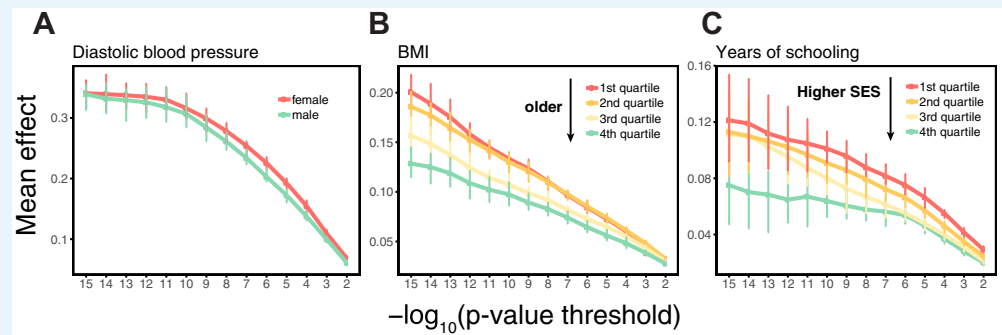 A
Diastolic blood pressure
Mean effect
0.3
0.2
0.1
female
male
15 14 13 12 11 10 9 8 7 6 5 4 3 2
B
BMI
0.20
0.15
0.10
0.05
older
1st quartile
2nd quartile
3rd quartile
4th quartile
15 14 13 12 11 10 9 8 7 6 5 4 3 2
C
Years of schooling
0.16
0.12
0.08
0.04
Higher SES
1st quartile
2nd quartile
3rd quartile
4th quartile
15 14 13 12 11 10 9 8 7 6 5 4 3 2
−log10(p-value threshold)